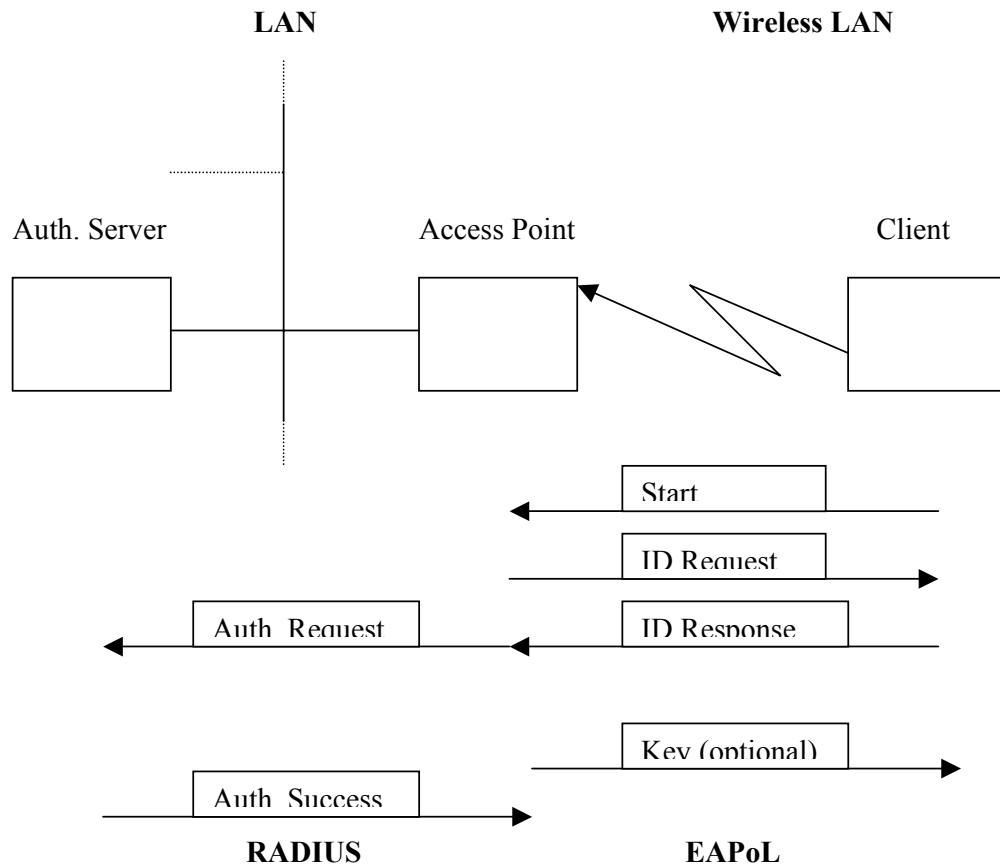 LAN Wireless LAN
Auth. Server Access Point Client
Start
ID Request
Auth. Request ID Response
Key (optional)
Auth. Success
RADIUS EAPoL